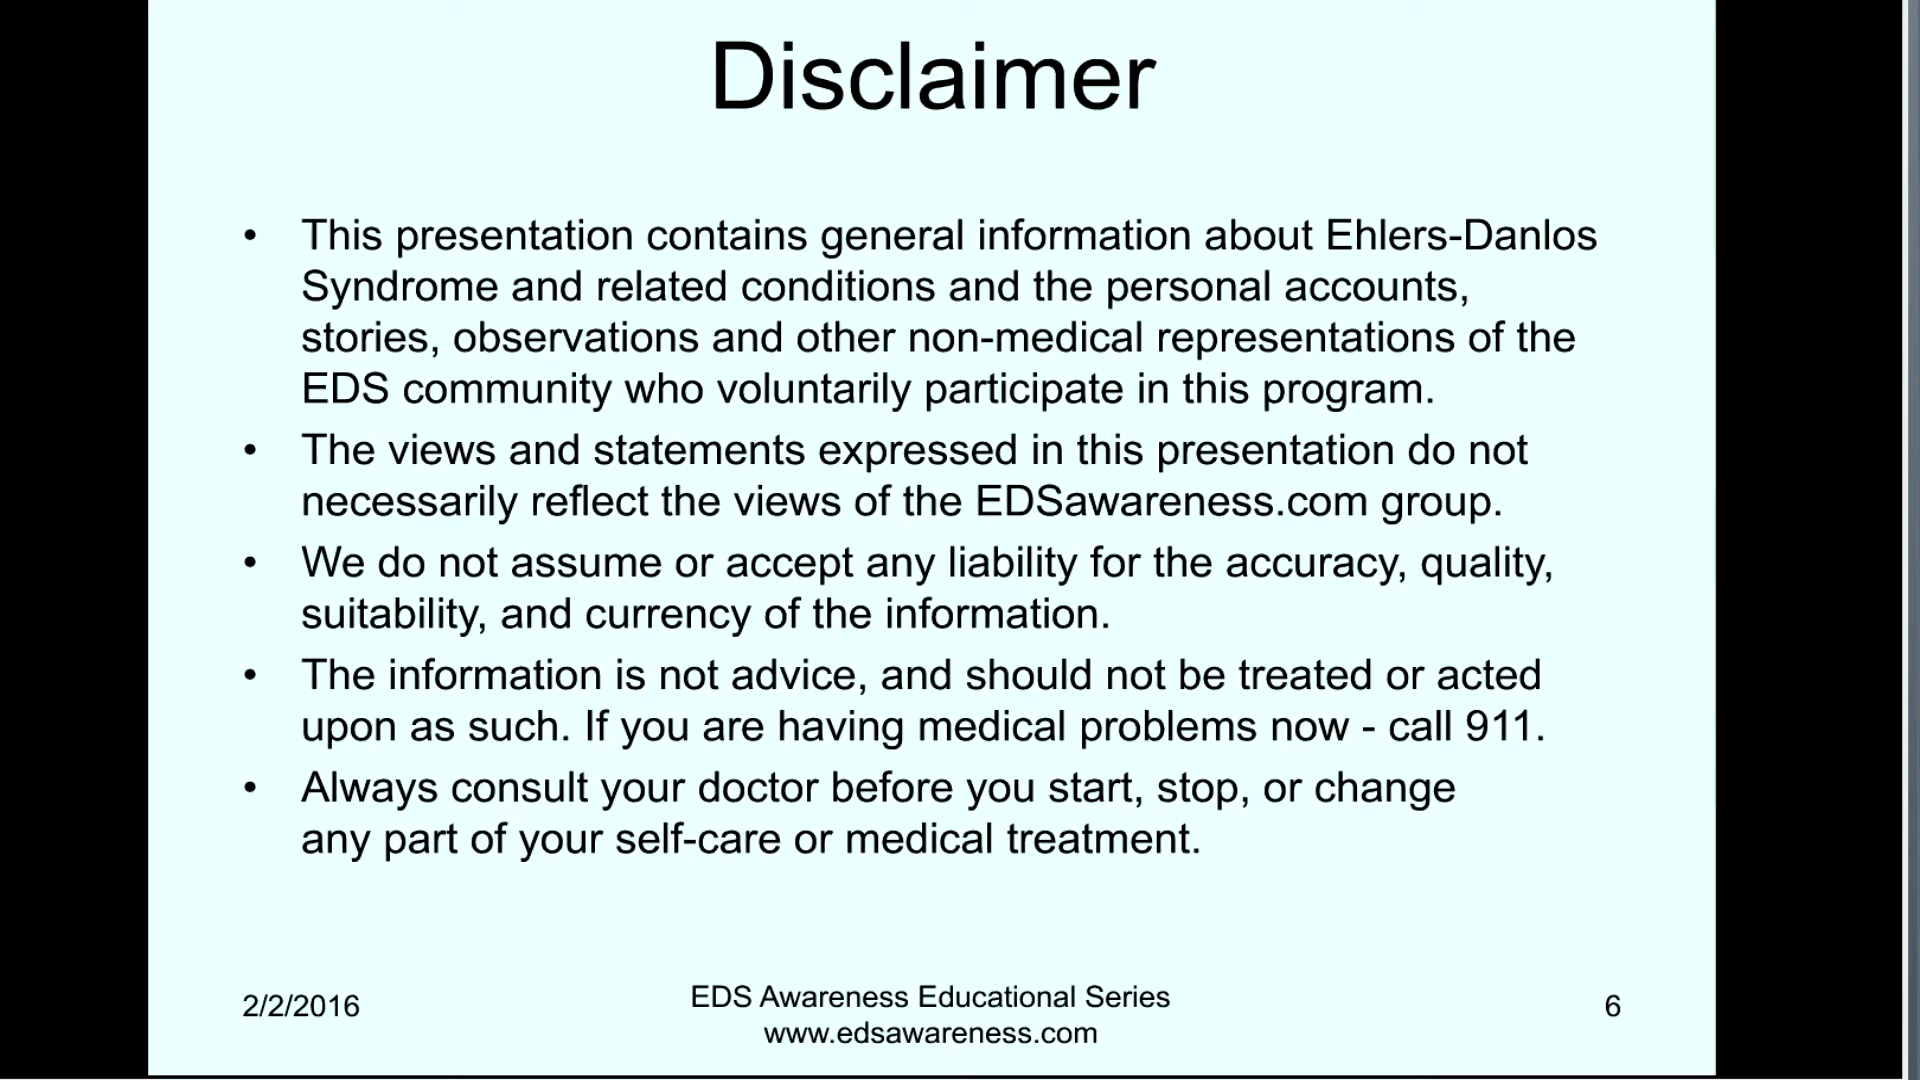 Disclaimer
• This presentation contains general information about Ehlers-Danlos
Syndrome and related conditions and the personal accounts,
stories, observations and other non-medical representations of the
EDS community who voluntarily participate in this program.
• The views and statements expressed in this presentation do not
necessarily reflect the views of the EDSawareness.com group.
• We do not assume or accept any liability for the accuracy, quality,
suitability, and currency of the information.
• The information is not advice, and should not be treated or acted
upon as such. If you are having medical problems now - call 911.
• Always consult your doctor before you start, stop, or change
any part of your self-care or medical treatment.
2/2/2016
EDS Awareness Educational Series
www.edsawareness.com
6